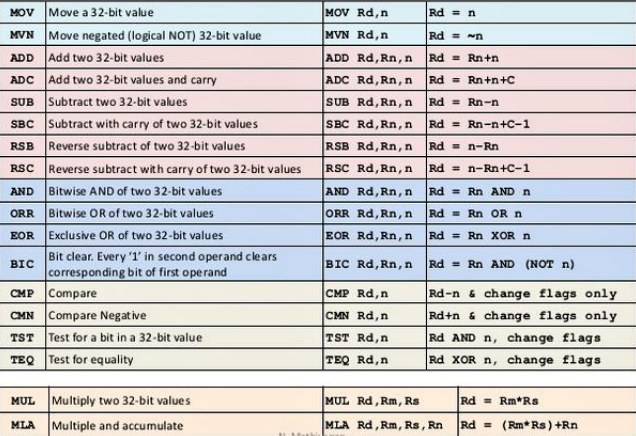 MOV Move a 32-bit value MOV Rd,n Rd = n
MVN Move negated (logical NOT) 32-bit value MVN Rd,n Rd = ~n
ADD Add two 32-bit values ADD Rd,Rn,n Rd = Rn+n
ADC Add two 32-bit values and carry ADC Rd,Rn,n Rd = Rn+n+C
SUB Subtract two 32-bit values SUB Rd,Rn,n Rd = Rn-n
SBC Subtract with carry of two 32-bit values SBC Rd,Rn,n Rd = Rn-n+C-1
RSB Reverse subtract of two 32-bit values RSB Rd,Rn,n Rd = n-Rn
RSC Reverse subtract with carry of two 32-bit values RSC Rd,Rn,n Rd = n-Rn+C-1
AND Bitwise AND of two 32-bit values AND Rd,Rn,n Rd = Rn AND n
ORR Bitwise OR of two 32-bit values ORR Rd,Rn,n Rd = Rn OR n
EOR Exclusive OR of two 32-bit values EOR Rd,Rn,n Rd = Rn XOR n
BIC Bit clear. Every ‘1’ in second operand clears
corresponding bit of first operand BIC Rd,Rn,n Rd = Rn AND (NOT n)
CMP Compare CMP Rd,n Rd-n & change flags only
CMN Compare Negative CMN Rd,n Rd+n & change flags only
TST Test for a bit in a 32-bit value TST Rd,n Rd AND n, change flags
TEQ Test for equality TEQ Rd,n Rd XOR n, change flags
MUL Multiply two 32-bit values MUL Rd,Rm,Rs Rd = Rm*Rs
MLA Multiple and accumulate MLA Rd,Rm,Rs,Rn Rd = (Rm*Rs)+Rn